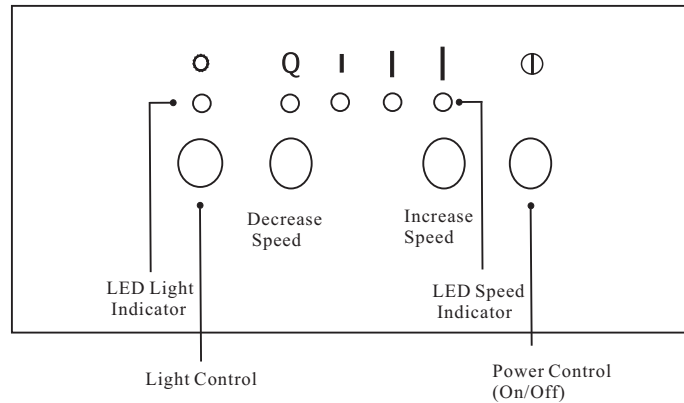 Q
Decrease
Speed
Increase
Speed
LED Light
Indicator
LED Speed
Indicator
Light Control
Power Control
(On/Off)